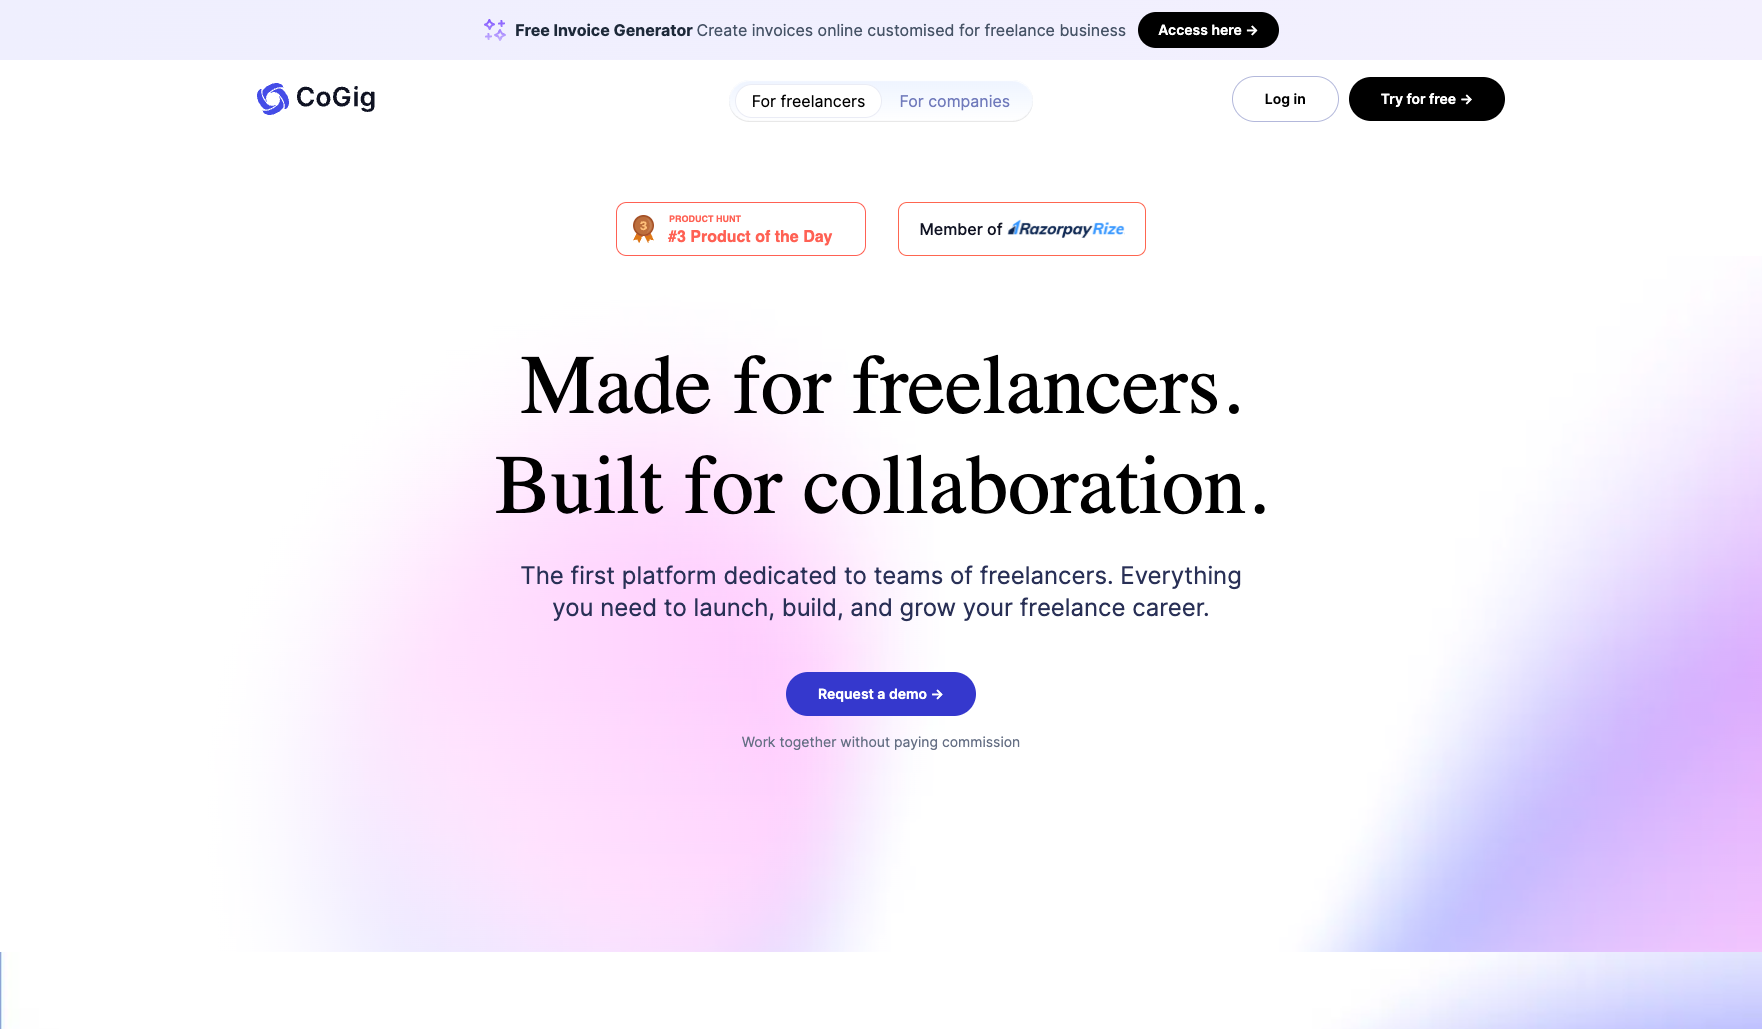 Free Invoice Generator Create invoices online customised for freelance business Access here →
CoGig
For freelancers For companies
Log in Try for free →
3
PRODUCT HUNT
#3 Product of the Day
Member of Razorpay Rize
Made for freelancers.
Built for collaboration.
The first platform dedicated to teams of freelancers. Everything
you need to launch, build, and grow your freelance career.
Request a demo →
Work together without paying commission